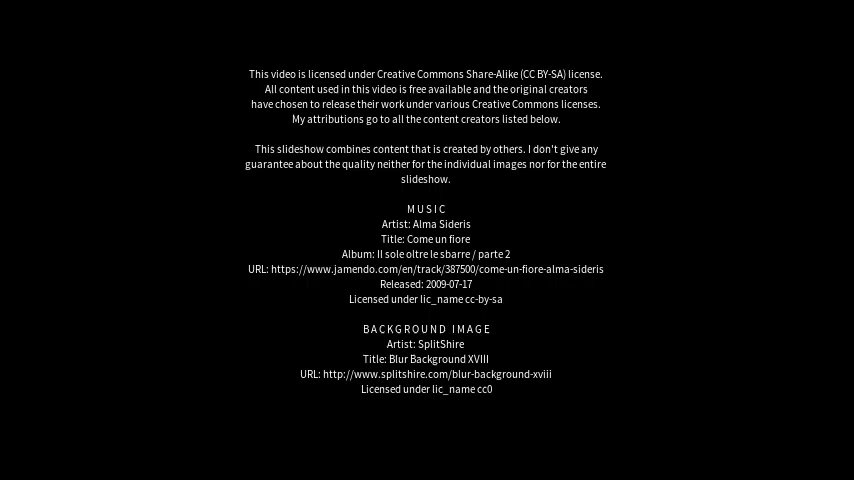 This video is licensed under Creative Commons Share-Alike (CC BY-SA) license.
All content used in this video is free available and the original creators
have chosen to release their work under various Creative Commons licenses.
My attributions go to all the content creators listed below.
This slideshow combines content that is created by others. I don't give any
guarantee about the quality neither for the individual images nor for the entire
slideshow.
MUSIC
Artist: Alma Sideris
Title: Come un fiore
Album: Il sole oltre le sbarre / parte 2
URL: https://www.jamendo.com/en/track/387500/come-un-fiore-alma-sideris
Released: 2009-07-17
Licensed under lic_name cc-by-sa
BACKGROUND IMAGE
Artist: SplitShire
Title: Blur Background XVIII
URL: http://www.splitshire.com/blur-background-xviii
Licensed under lic_name cc0